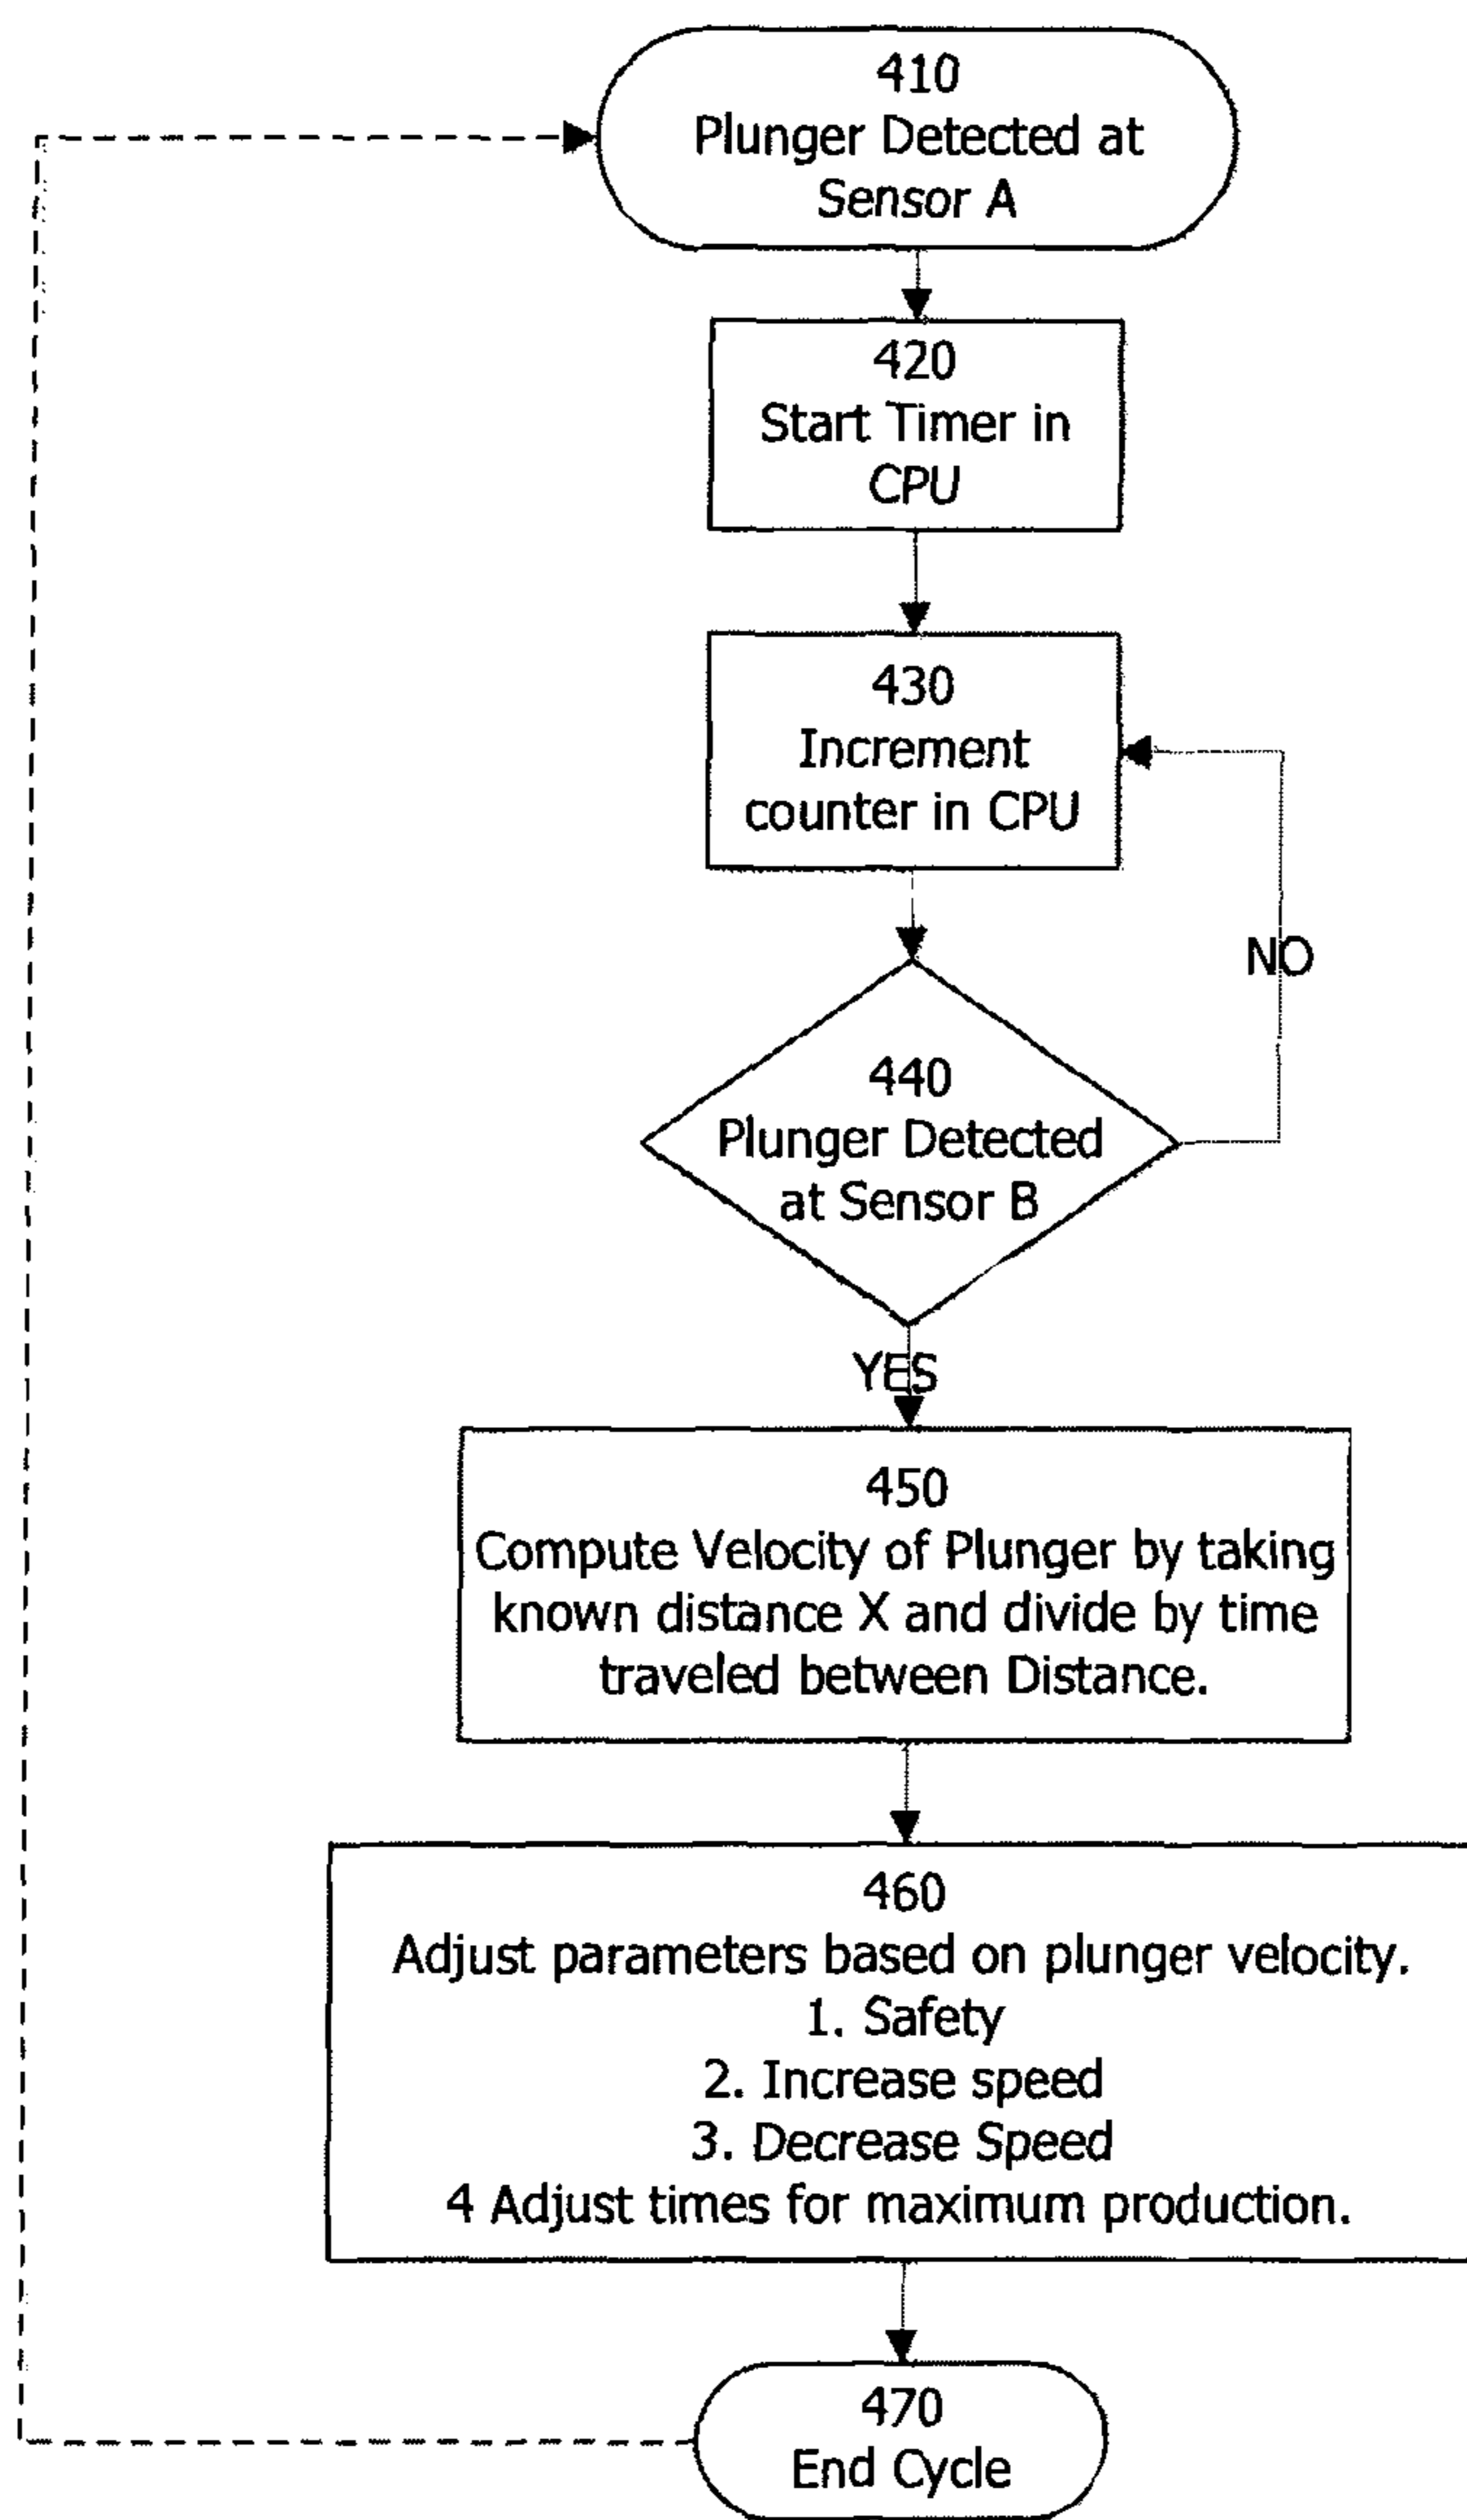 410
Plunger Detected at
Sensor A
420
Start Timer in
CPU
430
Increment
counter in CPU
NO
440
Plunger Detected
at Sensor B
YES
450
Compute Velocity of Plunger by taking
known distance X and divide by time
traveled between Distance.
460
Adjust parameters based on plunger velocity.
1. Safety
2. Increase speed
3. Decrease Speed
4 Adjust times for maximum production.
470
End Cycle